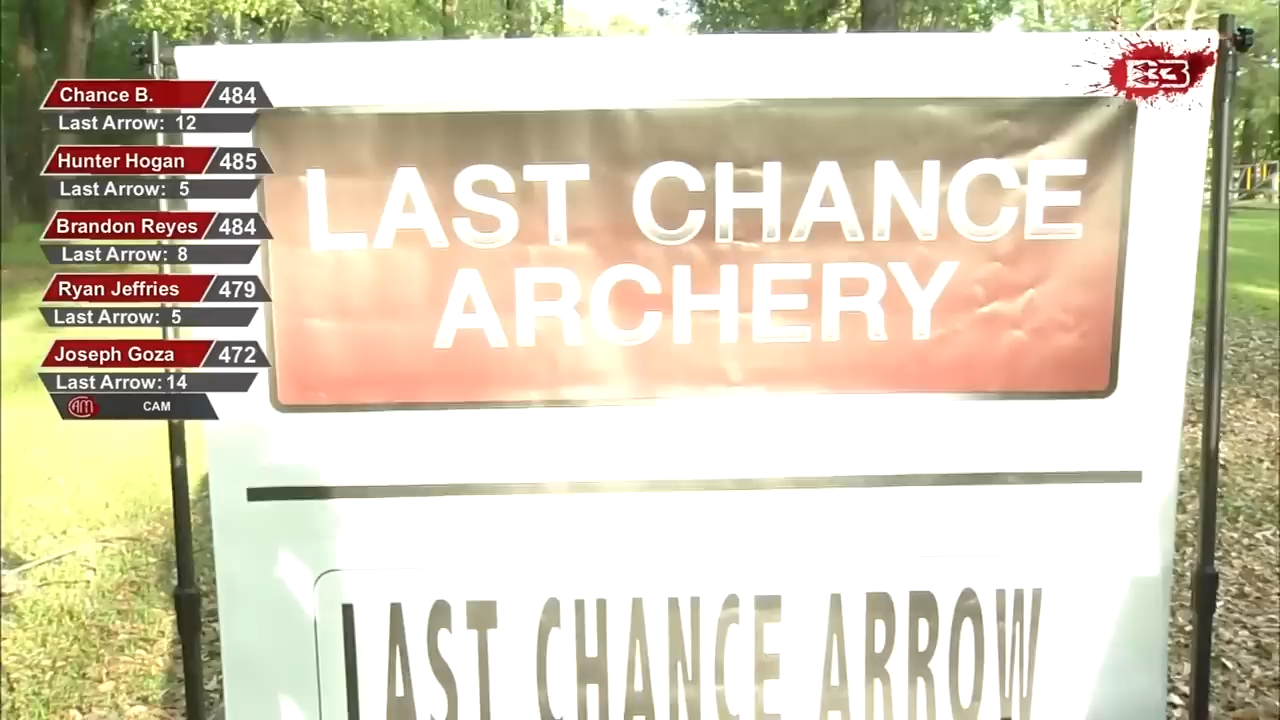 Chance B. 484
Last Arrow: 12
Hunter Hogan 485
Last Arrow: 5
Brandon Reyes 484
Last Arrow: 8
Ryan Jeffries 479
Last Arrow: 5
Joseph Goza 472
Last Arrow: 14
AM CAM
B3
LAST CHANCE
ARCHERY
LAST CHANCE ARROW